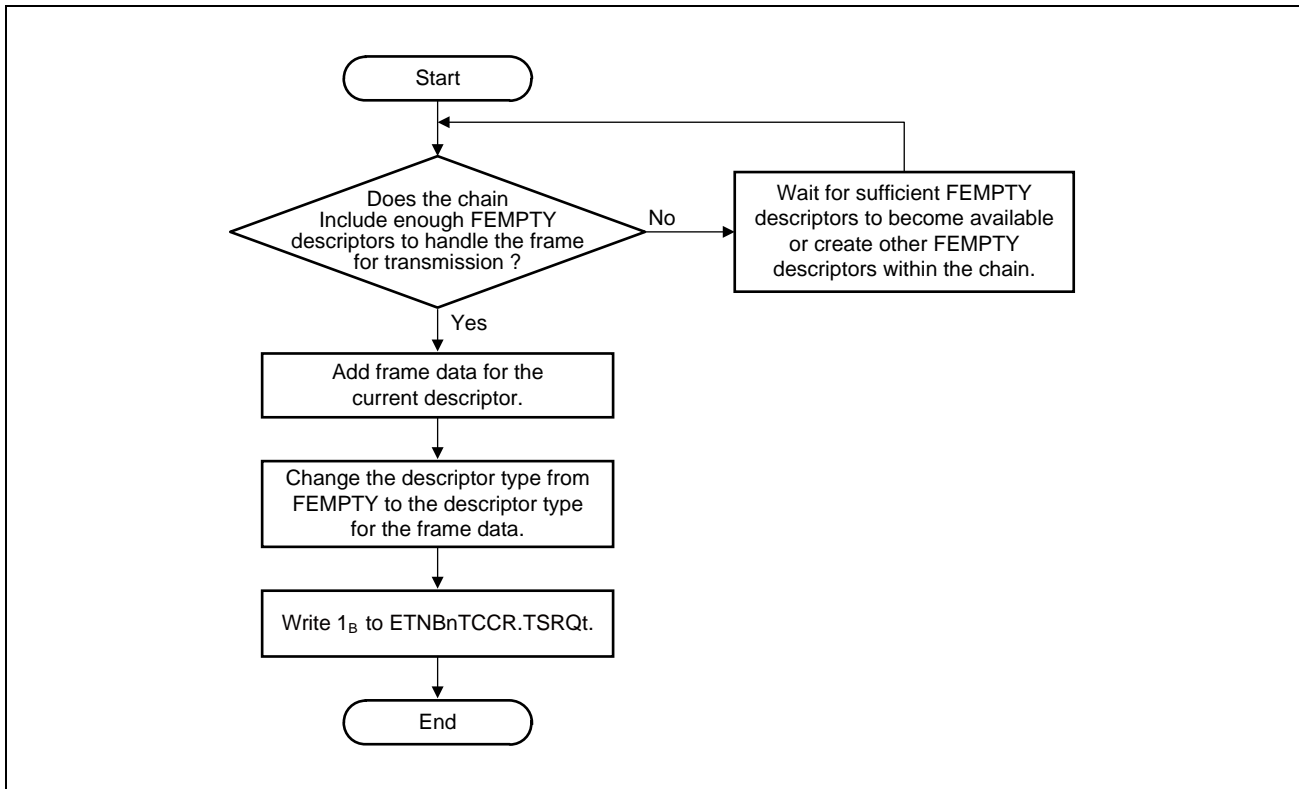 Start
Does the chain
Include enough FEMPTY
descriptors to handle the frame
for transmission ?
No
Wait for sufficient FEMPTY
descriptors to become available
or create other FEMPTY
descriptors within the chain.
Yes
Add frame data for the
current descriptor.
Change the descriptor type from
FEMPTY to the descriptor type
for the frame data.
Write 1B to ETNBnTCCR.TSRQt.
End